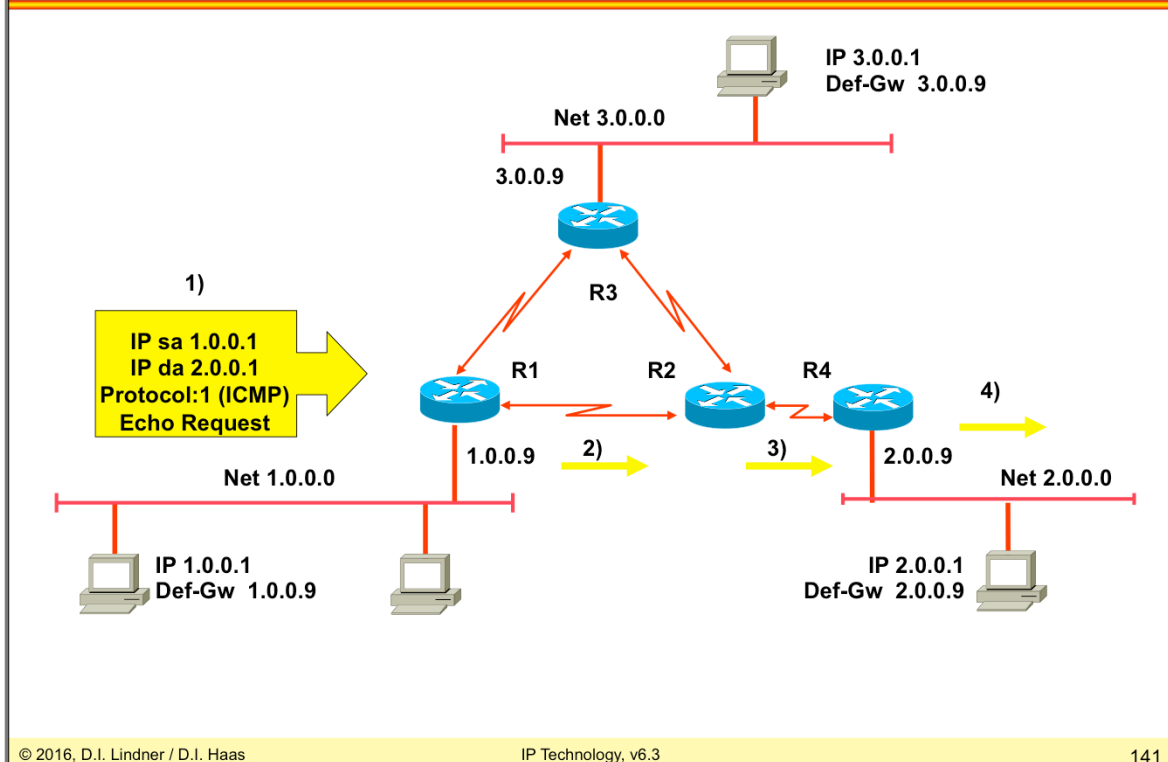 IP 3.0.0.1
Def-Gw 3.0.0.9
Net 3.0.0.0
3.0.0.9
R3
1)
IP sa 1.0.0.1
IP da 2.0.0.1
Protocol:1 (ICMP)
Echo Request
R1
R2
R4
4)
1.0.0.9
2)
3)
2.0.0.9
Net 1.0.0.0
Net 2.0.0.0
IP 1.0.0.1
Def-Gw 1.0.0.9
IP 2.0.0.1
Def-Gw 2.0.0.9
© 2016, D.I. Lindner / D.I. Haas
IP Technology, v6.3
141